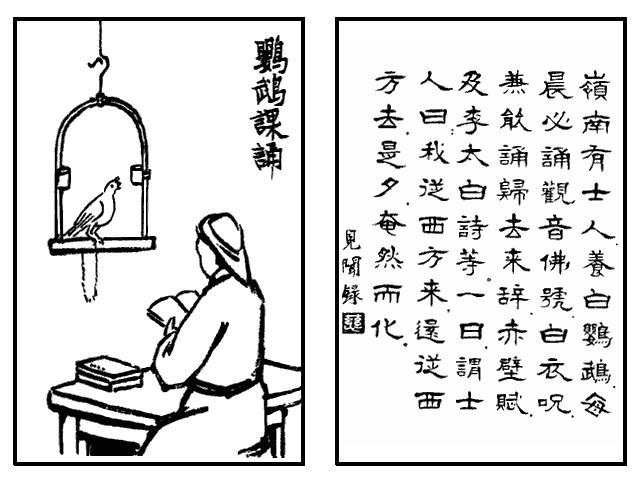 鸚鵡課誦
嶺南有士人。養白鸚鵡。每
晨必誦觀音佛號。白衣呪。
兼能誦歸去來辭。赤壁賦。
及李太白詩等。一日。謂士
人曰：我從西方來。還從西
方去。是夕。奄然而化。
見聞錄